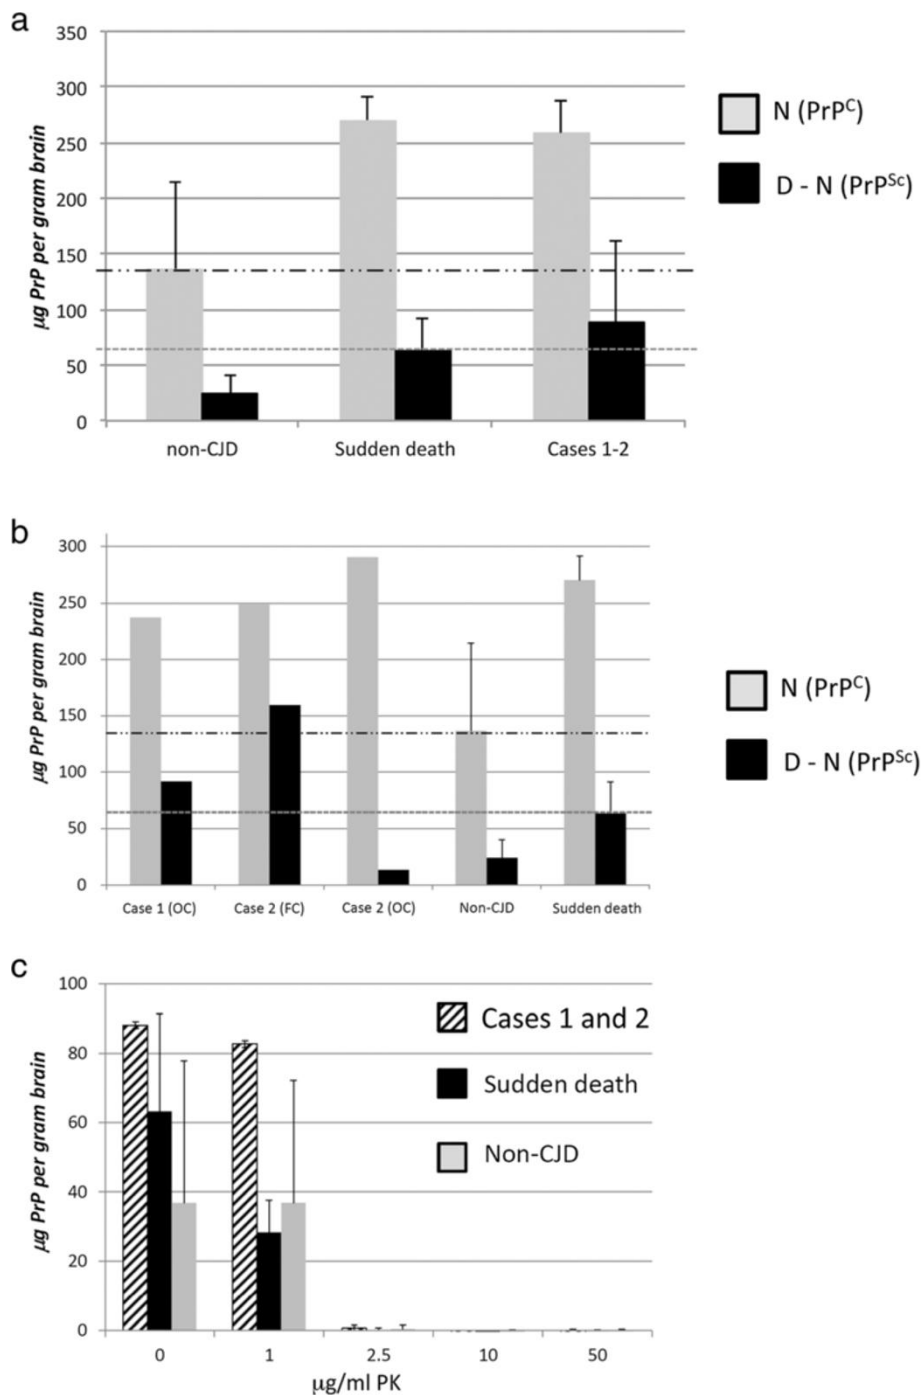 a
µg PrP per gram brain
350
300
250
200
150
100
50
0
non-CJD Sudden death Cases 1-2
N (PrPᶜ)
D - N (PrPˢᶜ)
b
µg PrP per gram brain
300
250
200
150
100
50
0
Case 1 (OC) Case 2 (FC) Case 2 (OC) Non-CJD Sudden death
N (PrPᶜ)
D - N (PrPˢᶜ)
c
µg PrP per gram brain
100
80
60
40
20
0
0 1 2.5 10 50
µg/ml PK
Cases 1 and 2
Sudden death
Non-CJD